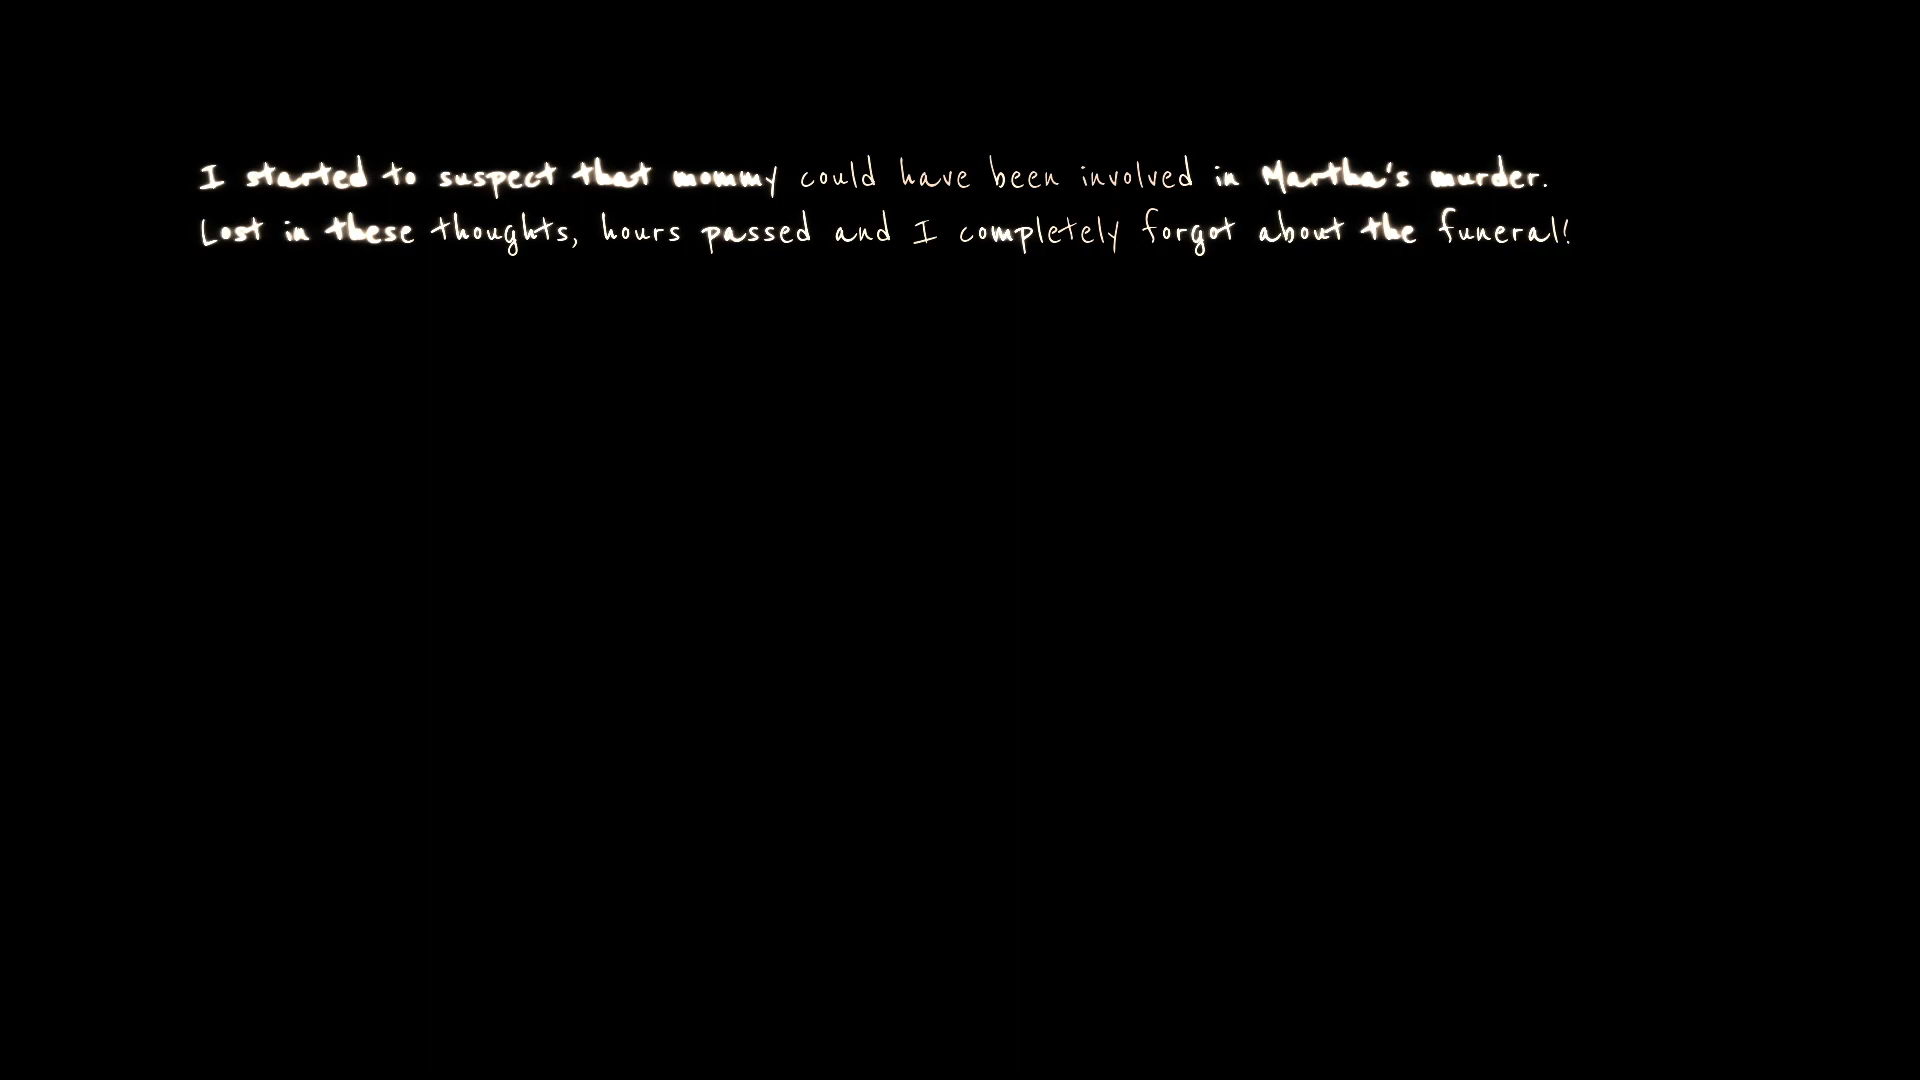 I started to suspect that mommy could have been involved in Martha's murder.
Lost in these thoughts, hours passed and I completely forgot about the funeral!